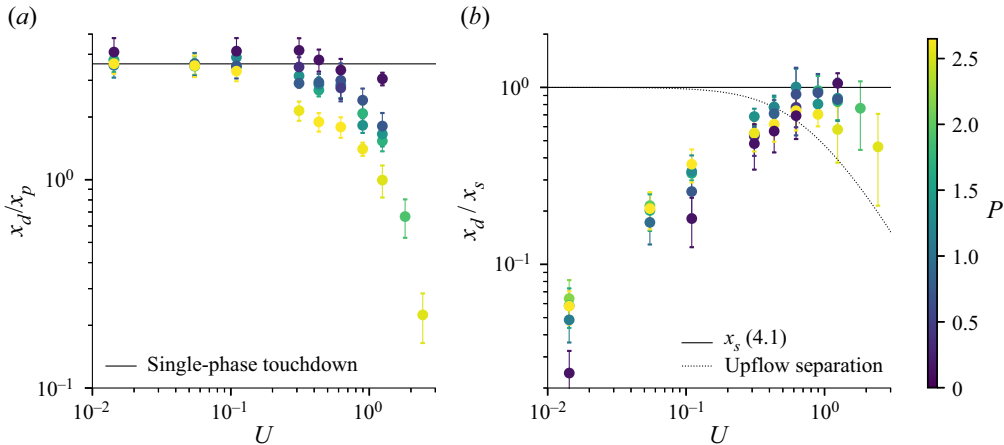 (a)
(b)
x_d/x_p
10^0
10^-1
10^-2
10^-1
10^0
U
Single-phase touchdown
x_d / x_s
10^0
10^-1
10^-2
10^-1
10^0
U
x_s (4.1)
Upflow separation
2.5
2.0
1.5
1.0
0.5
0
P